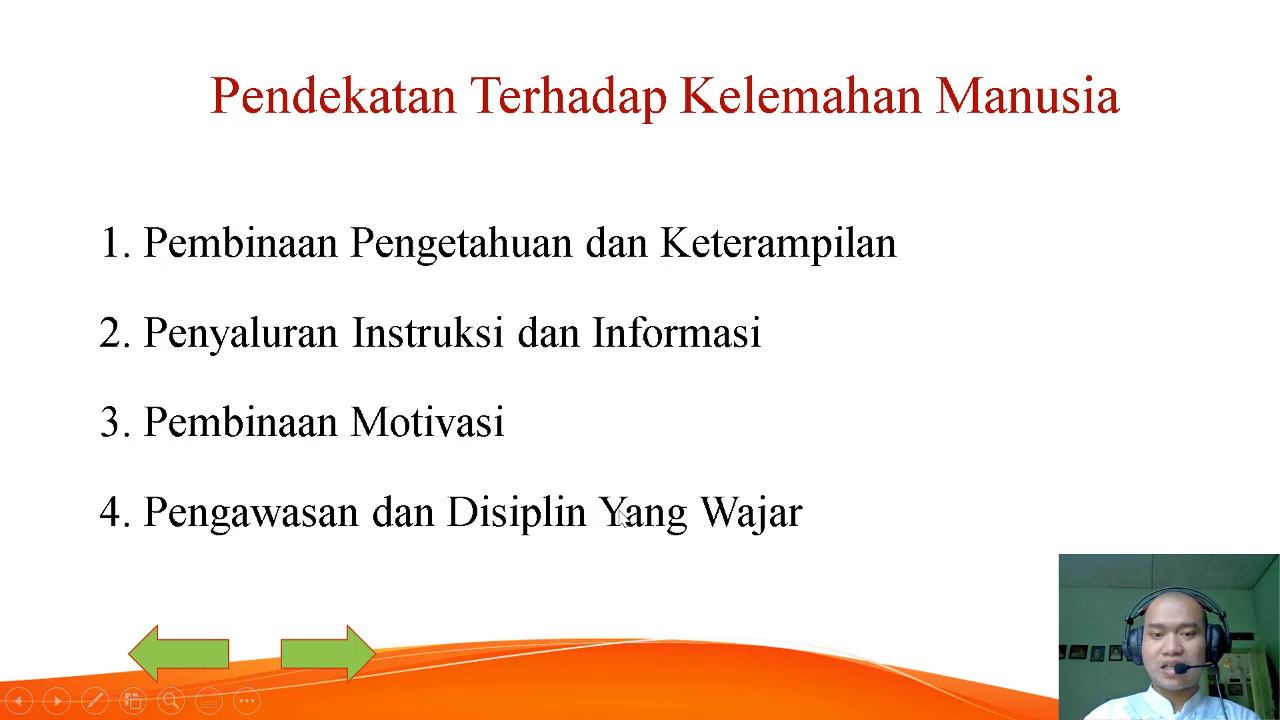 Pendekatan Terhadap Kelemahan Manusia
1. Pembinaan Pengetahuan dan Keterampilan
2. Penyaluran Instruksi dan Informasi
3. Pembinaan Motivasi
4. Pengawasan dan Disiplin Yang Wajar